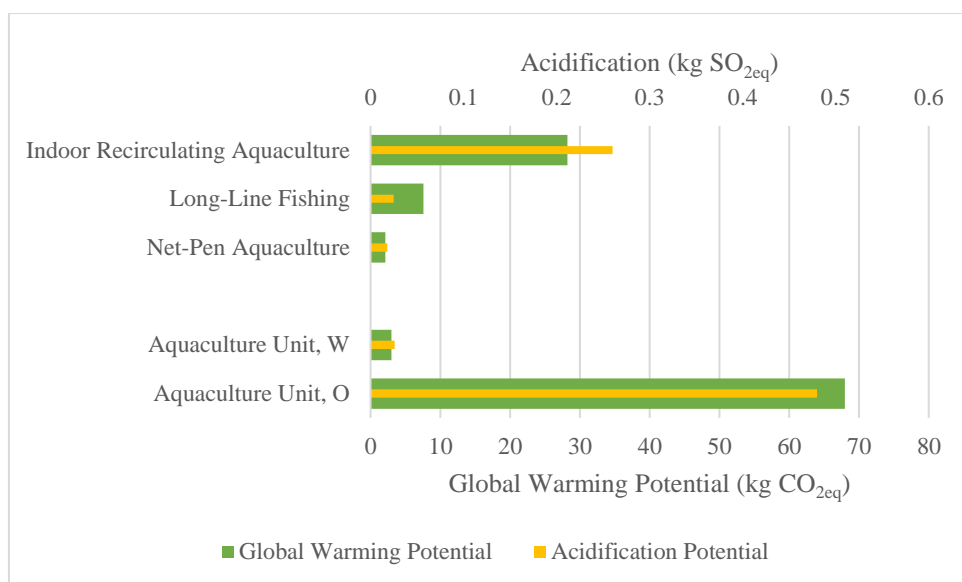 Acidification (kg SO2eq)
0 0.1 0.2 0.3 0.4 0.5 0.6
Indoor Recirculating Aquaculture
Long-Line Fishing
Net-Pen Aquaculture
Aquaculture Unit, W
Aquaculture Unit, O
0 10 20 30 40 50 60 70 80
Global Warming Potential (kg CO2eq)
Global Warming Potential Acidification Potential